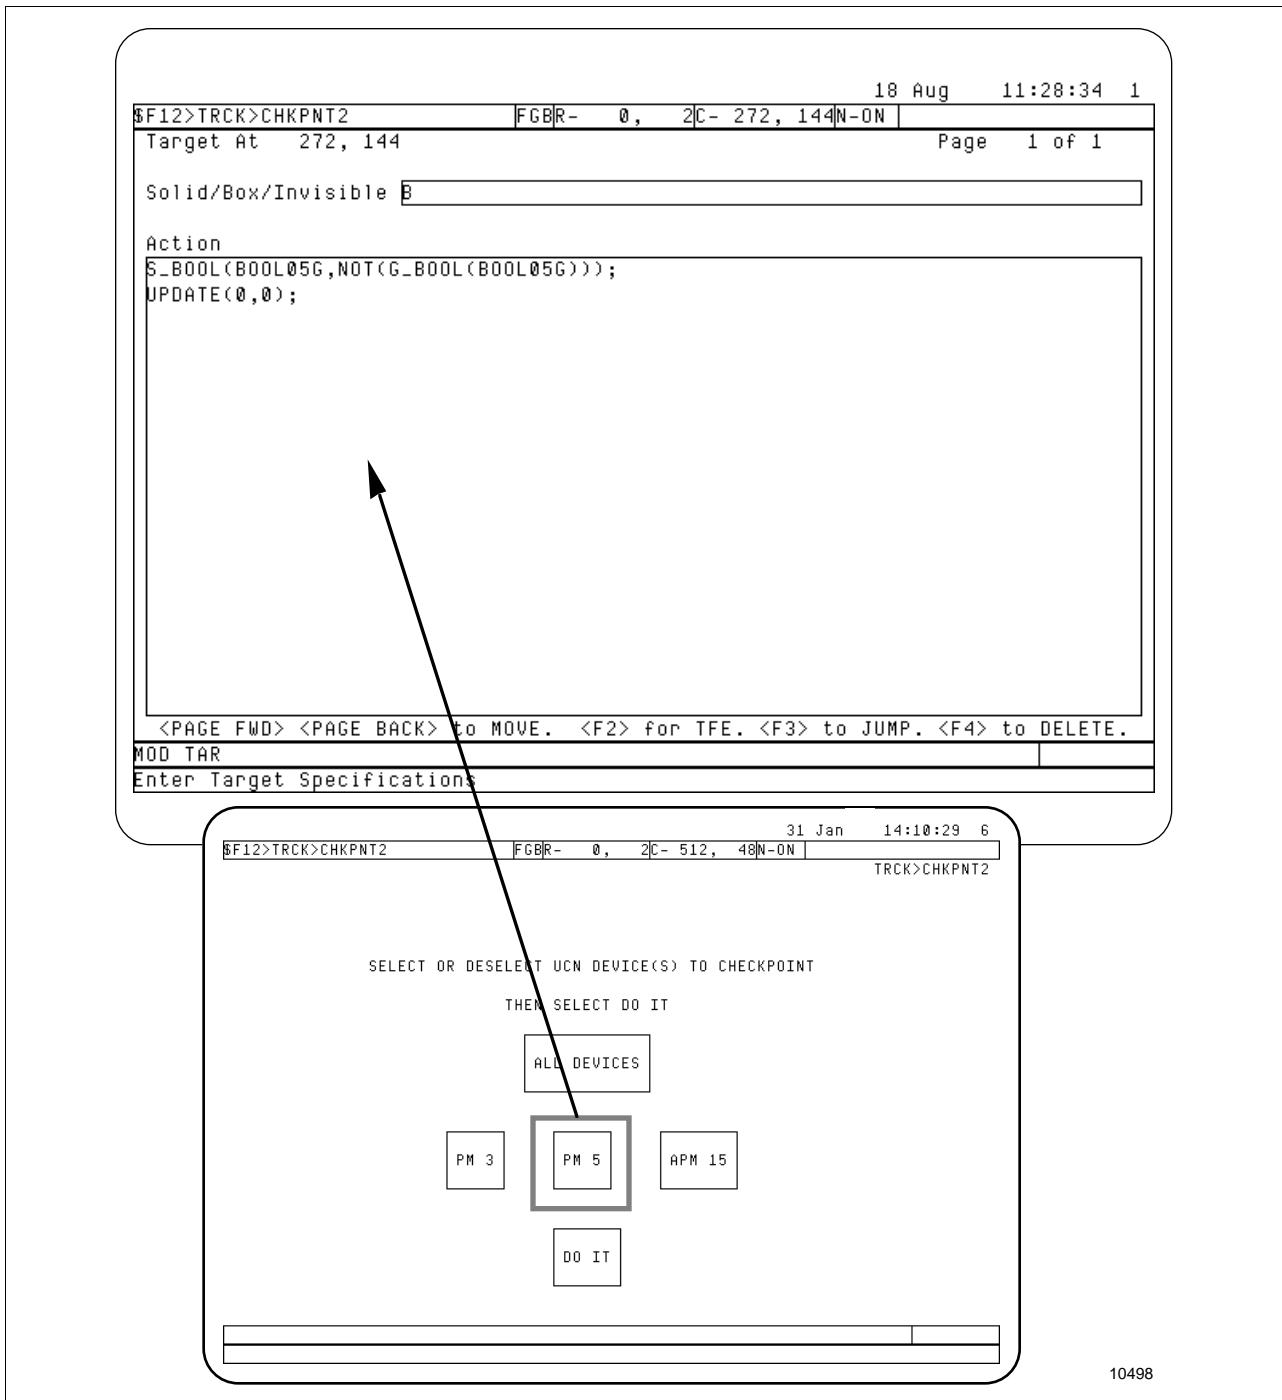 18 Aug 11:28:34 1
$F12>TRCK>CHKPNT2 FGB R- 0, 2 C- 272, 144 N-ON
Target At 272, 144 Page 1 of 1
Solid/Box/Invisible B
Action
S_BOOL(BOOL05G,NOT(G_BOOL(BOOL05G)));
UPDATE(0,0);
<PAGE FWD> <PAGE BACK> to MOVE. <F2> for TFE. <F3> to JUMP. <F4> to DELETE.
MOD TAR
Enter Target Specifications
31 Jan 14:10:29 6
$F12>TRCK>CHKPNT2 FGB R- 0, 2 C- 512, 48 N-ON
TRCK>CHKPNT2
SELECT OR DESELECT UCN DEVICE(S) TO CHECKPOINT
THEN SELECT DO IT
ALL DEVICES
PM 3 PM 5 APM 15
DO IT
10498